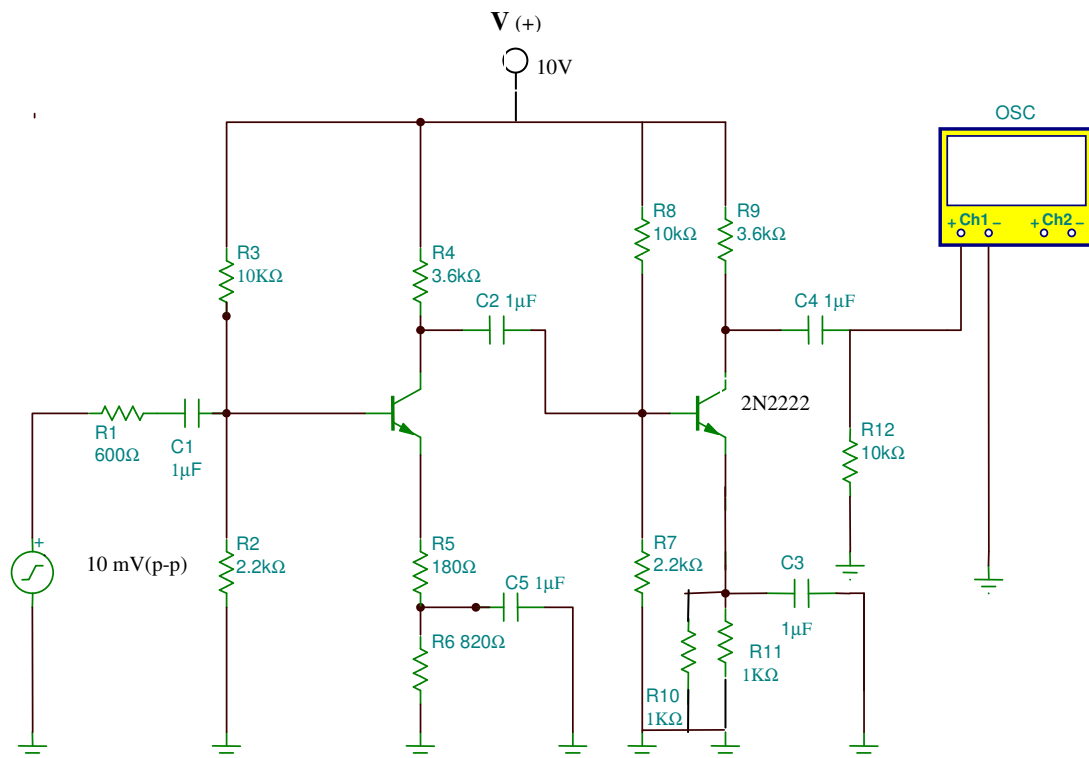 V (+)
10V
OSC
+ Ch1 – + Ch2 –
R3
10KΩ
R4
3.6kΩ
R8
10kΩ
R9
3.6kΩ
C2 1µF
C4 1µF
2N2222
R1
600Ω
C1
1µF
R12
10kΩ
+
10 mV(p-p)
R2
2.2kΩ
R5
180Ω
C5 1µF
R6 820Ω
R7
2.2kΩ
C3
1µF
R11
1KΩ
R10
1KΩ